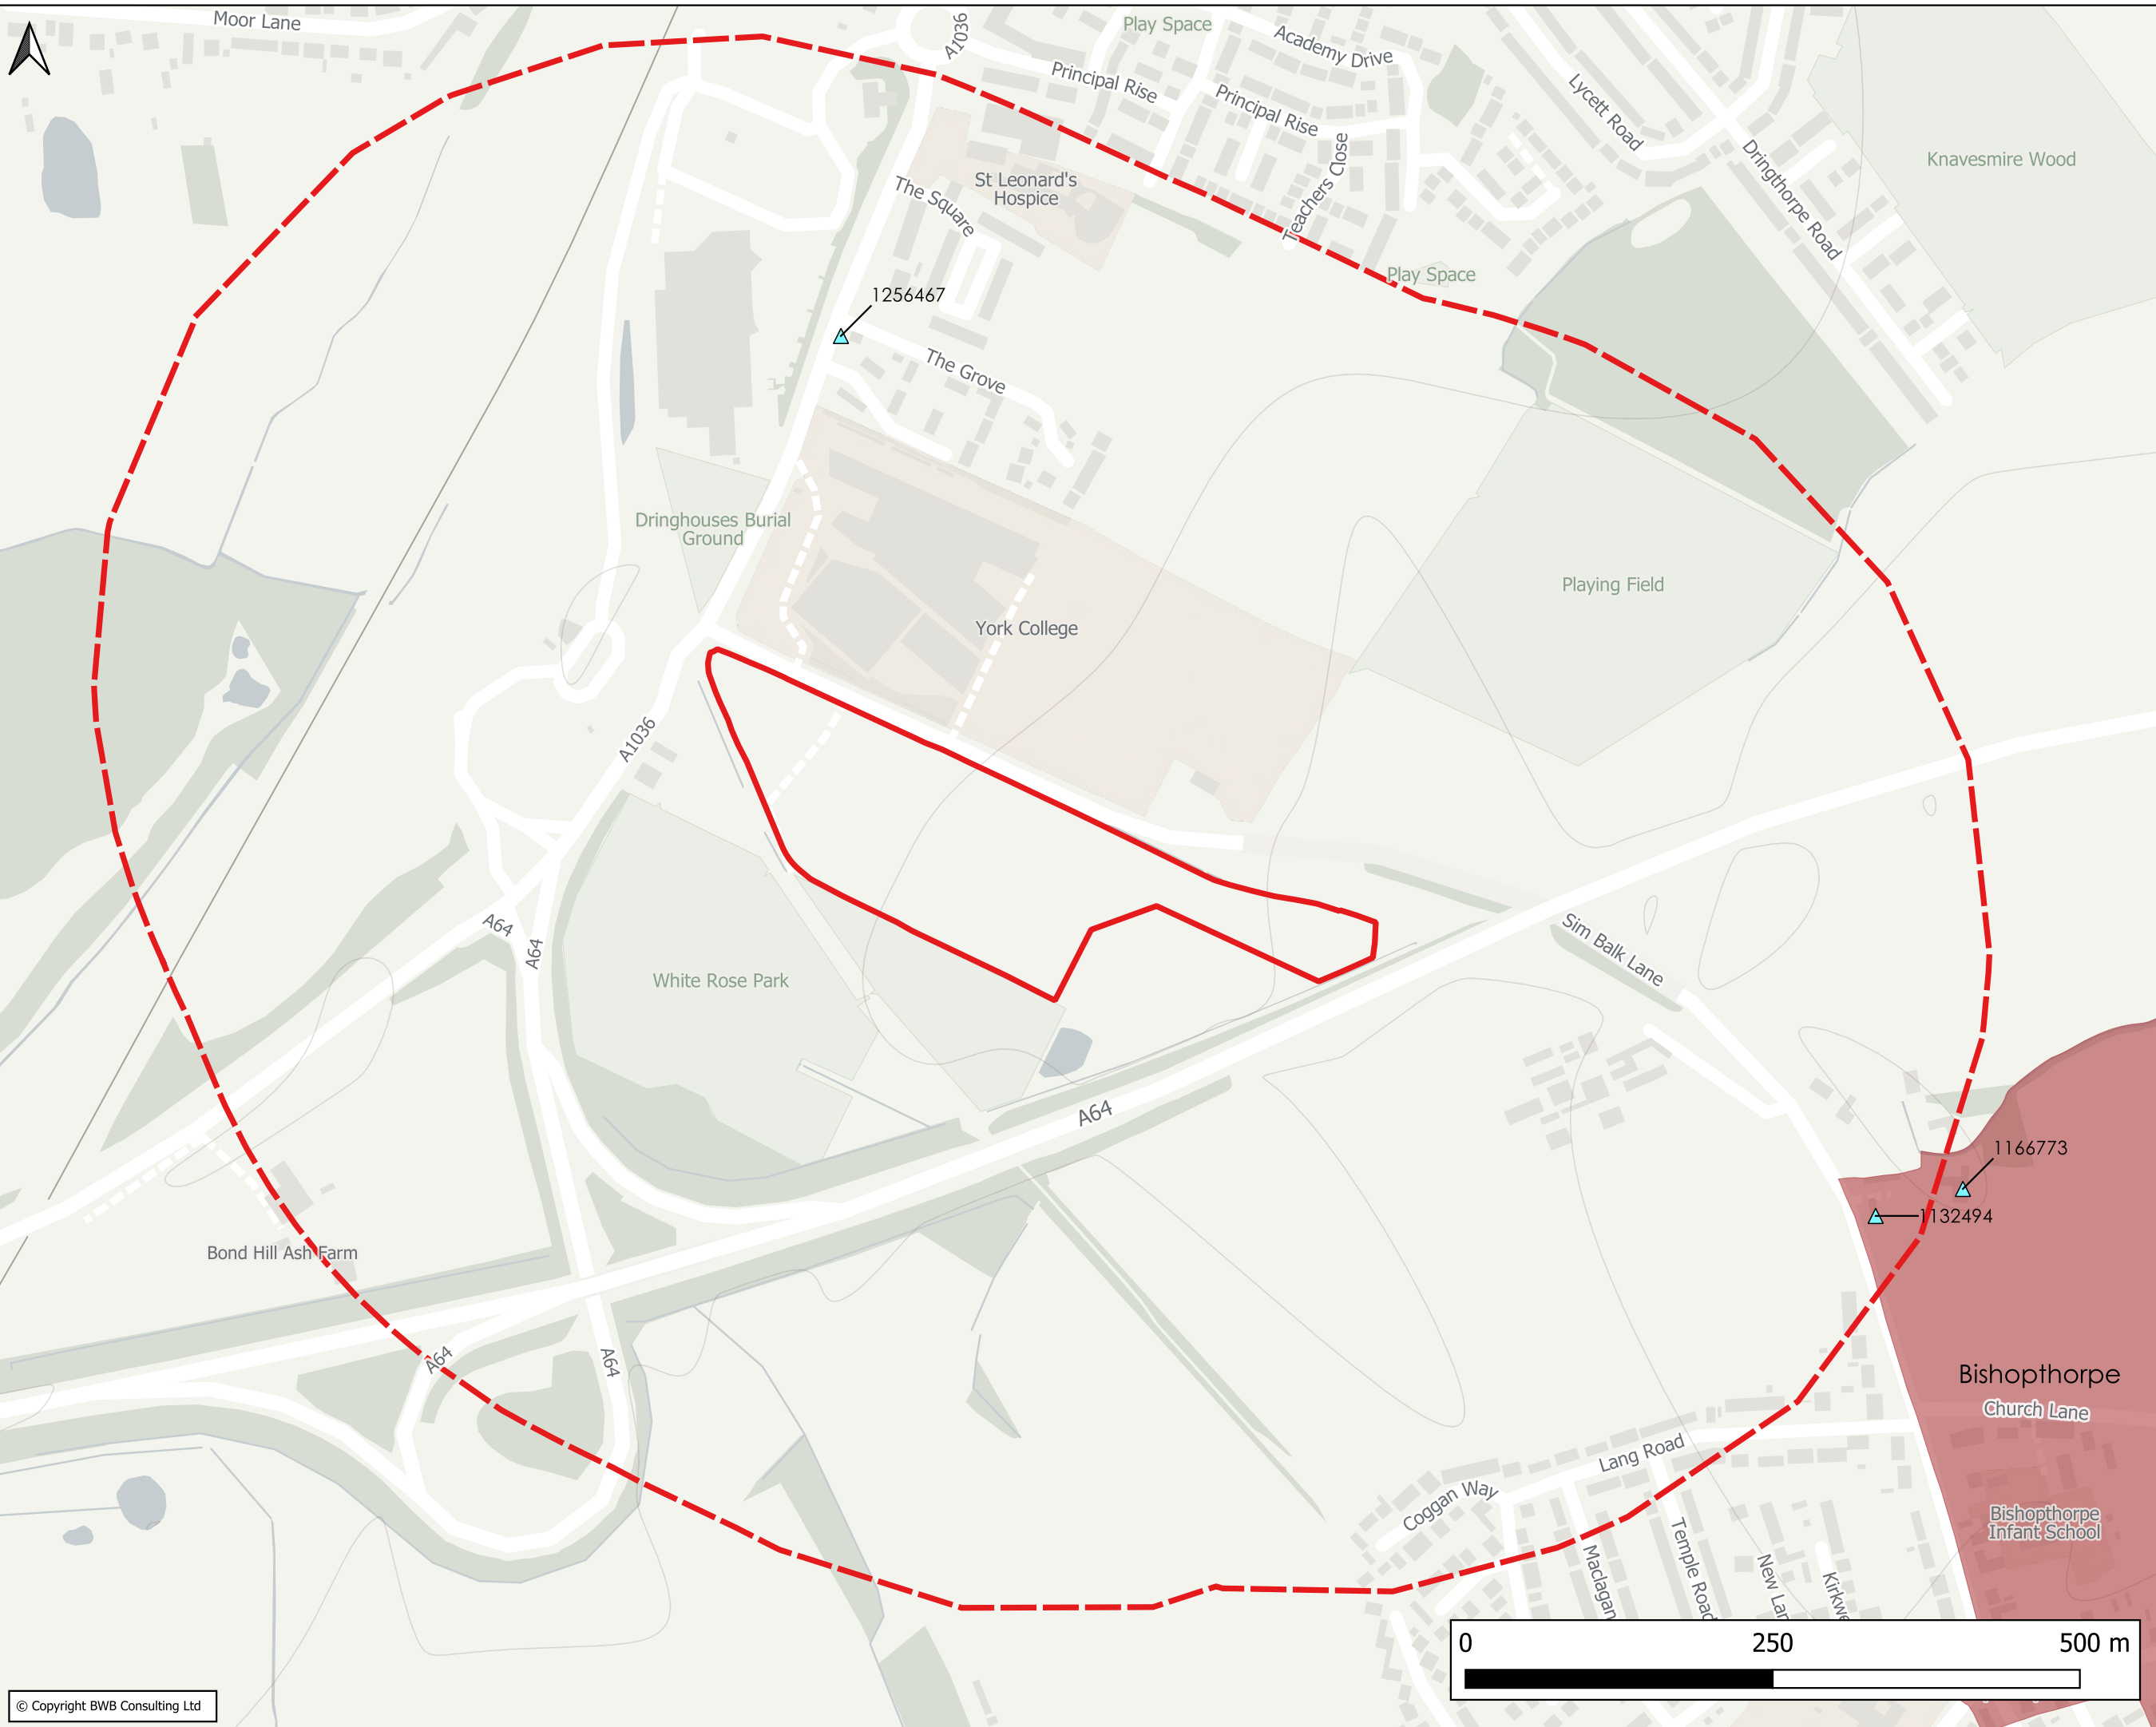 Moor Lane
A1036
Play Space
Academy Drive
Principal Rise
Principal Rise
Lycett Road
Teachers Close
Dringthorpe Road
Knavesmire Wood
St Leonard's
Hospice
The Square
Play Space
1256467
The Grove
Dringhouses Burial
Ground
Playing Field
York College
A1036
A64
A64
White Rose Park
Sim Balk Lane
A64
1166773
1132494
Bond Hill Ash Farm
A64
A64
Bishopthorpe
Church Lane
Lang Road
Coggan Way
Bishopthorpe
Infant School
Maclagan
Temple Road
New Lan
Kirkwe
0 250 500 m
© Copyright BWB Consulting Ltd